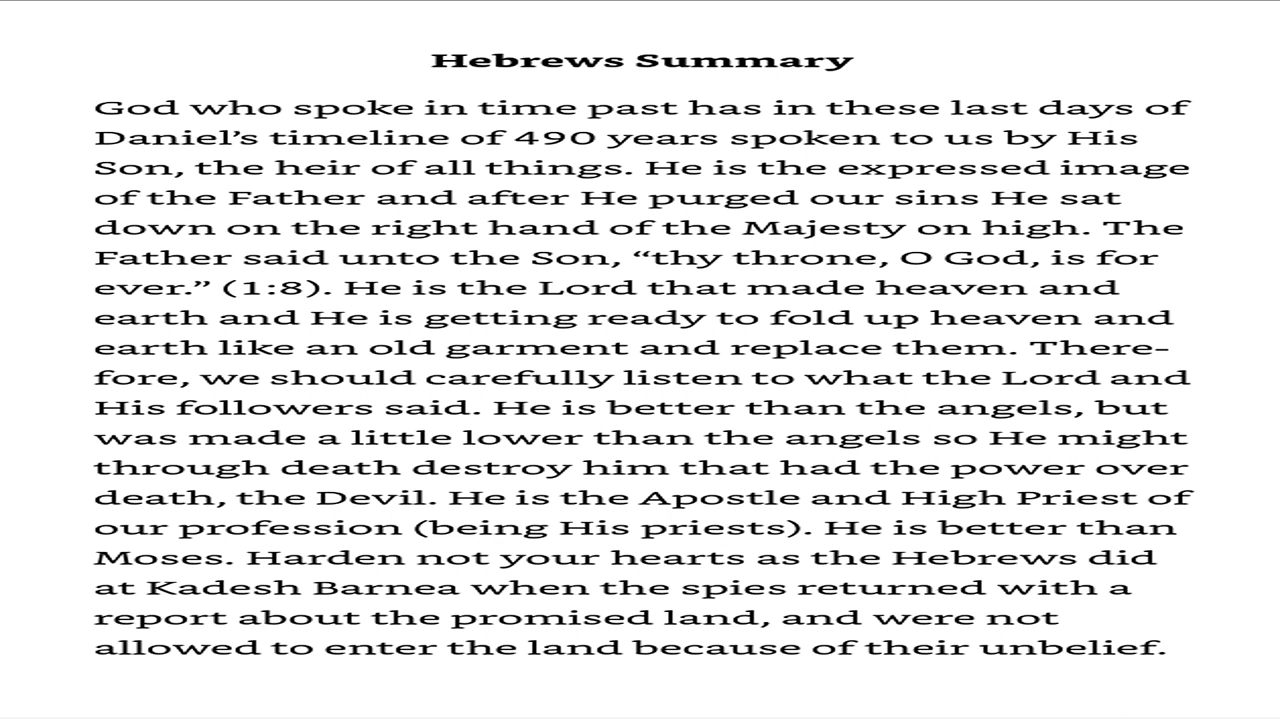 Hebrews Summary
God who spoke in time past has in these last days of
Daniel’s timeline of 490 years spoken to us by His
Son, the heir of all things. He is the expressed image
of the Father and after He purged our sins He sat
down on the right hand of the Majesty on high. The
Father said unto the Son, “thy throne, O God, is for
ever.” (1:8). He is the Lord that made heaven and
earth and He is getting ready to fold up heaven and
earth like an old garment and replace them. There-
fore, we should carefully listen to what the Lord and
His followers said. He is better than the angels, but
was made a little lower than the angels so He might
through death destroy him that had the power over
death, the Devil. He is the Apostle and High Priest of
our profession (being His priests). He is better than
Moses. Harden not your hearts as the Hebrews did
at Kadesh Barnea when the spies returned with a
report about the promised land, and were not
allowed to enter the land because of their unbelief.